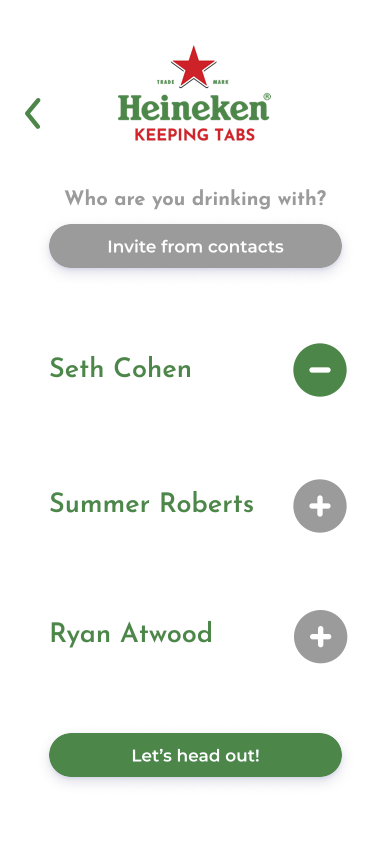 TRADE MARK
Heineken®
KEEPING TABS
Who are you drinking with?
Invite from contacts
Seth Cohen
Summer Roberts
Ryan Atwood
Let's head out!